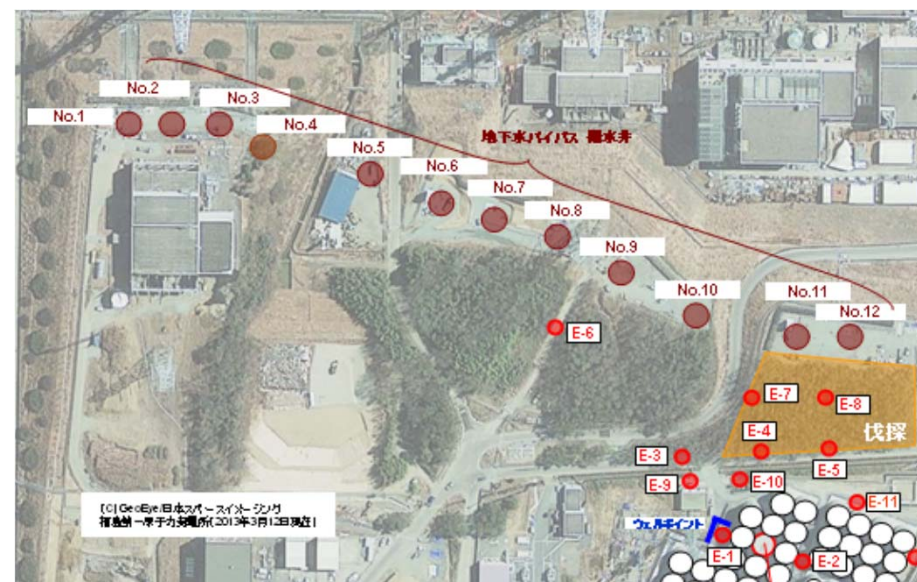 No.1
No.2
No.3
No.4
No.5
No.6
No.7
No.8
No.9
No.10
No.11
No.12
地下水バイパス 揚水井
E-6
E-7
E-8
伐採
E-4
E-5
E-3
E-9
E-10
E-11
ウェルポイント
E-1
E-2
(C)GeoEye/日本スペースイメージング
福島第一原子力発電所(2013年3月12日現在)